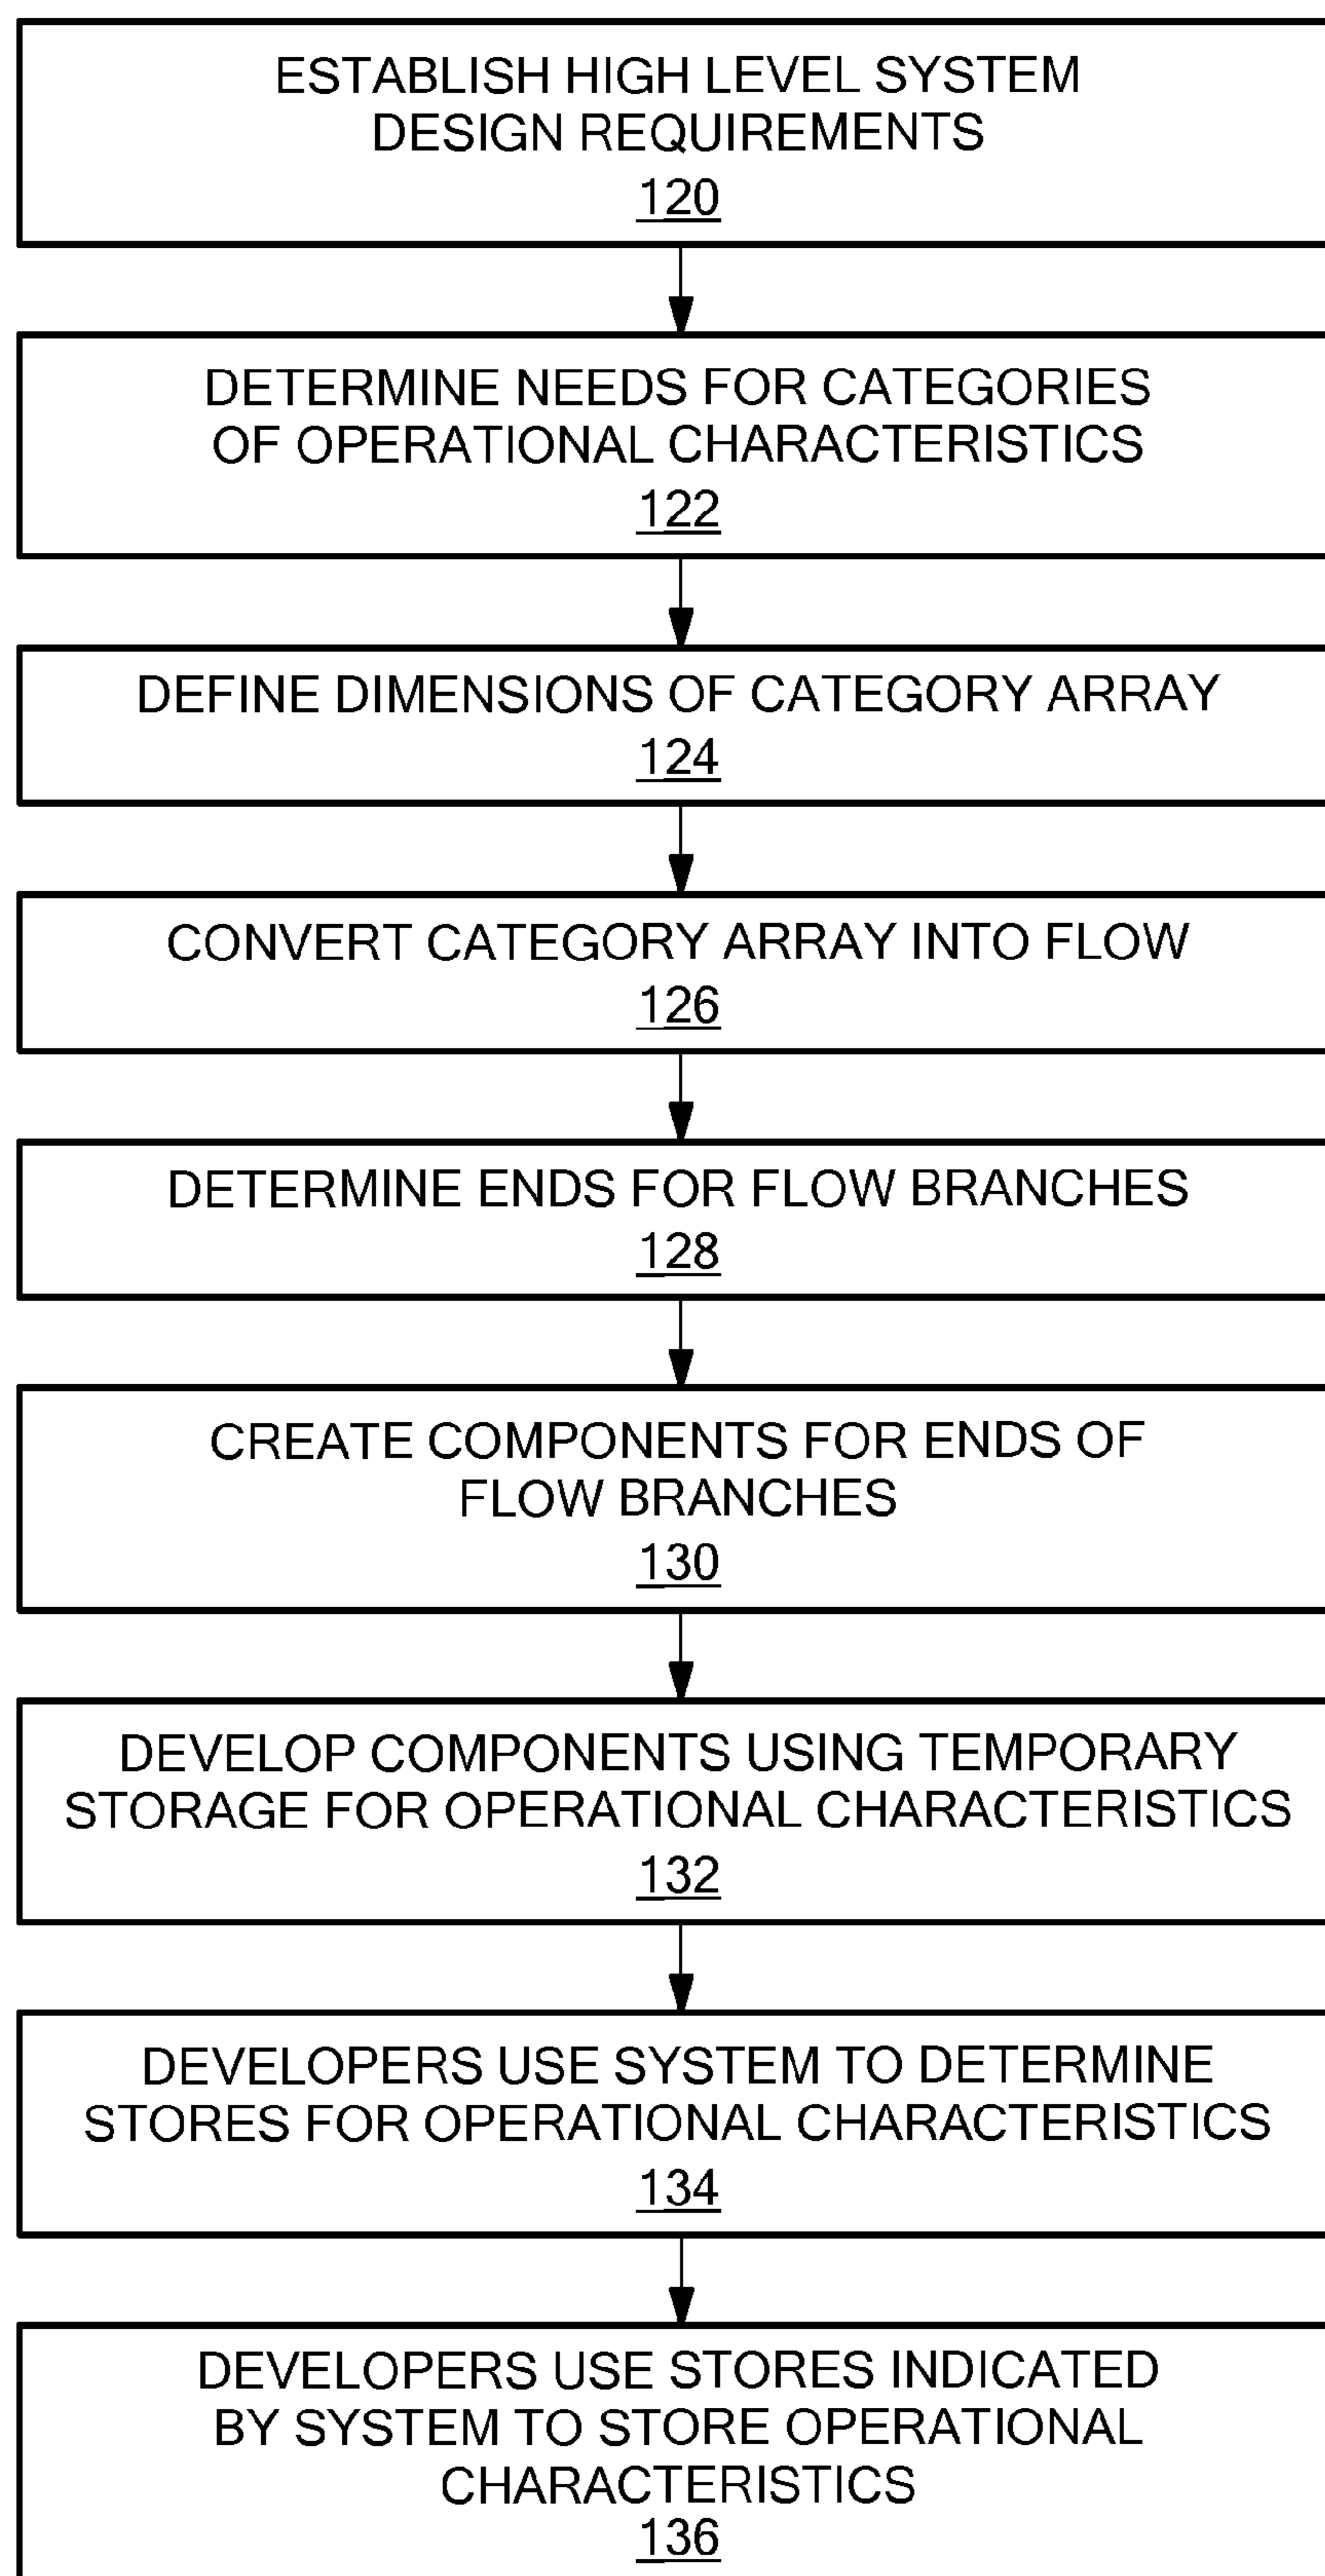 ESTABLISH HIGH LEVEL SYSTEM
DESIGN REQUIREMENTS
120
DETERMINE NEEDS FOR CATEGORIES
OF OPERATIONAL CHARACTERISTICS
122
DEFINE DIMENSIONS OF CATEGORY ARRAY
124
CONVERT CATEGORY ARRAY INTO FLOW
126
DETERMINE ENDS FOR FLOW BRANCHES
128
CREATE COMPONENTS FOR ENDS OF
FLOW BRANCHES
130
DEVELOP COMPONENTS USING TEMPORARY
STORAGE FOR OPERATIONAL CHARACTERISTICS
132
DEVELOPERS USE SYSTEM TO DETERMINE
STORES FOR OPERATIONAL CHARACTERISTICS
134
DEVELOPERS USE STORES INDICATED
BY SYSTEM TO STORE OPERATIONAL
CHARACTERISTICS
136